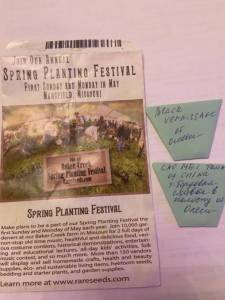 JOIN OUR ANNUAL
SPRING PLANTING FESTIVAL
FIRST SUNDAY AND MONDAY IN MAY
MANSFIELD, MISSOURI
Baker Creek
Spring Planting Festival
SPRING PLANTING FESTIVAL
Make plans to be a part of our Spring Planting Festival the
first Sunday and Monday of May each year. Join 10,000 gar-
deners at our Baker Creek farm in Missouri for 2 full days of
non-stop old time music, healthful and delicious food, vari-
ous costume contests, historical demonstrations, entertain-
ing and educational lectures, all-day kids' activities, folk
music contest, and so much more. More than 150 vendors
will display and sell homemade crafts, health and beauty
supplies, eco- and sustainable items, heirloom seeds,
bedding and starter plants, and garden supplies.
Learn more at www.rareseeds.com
BLACK
VERNISSAGE
of
CHINA